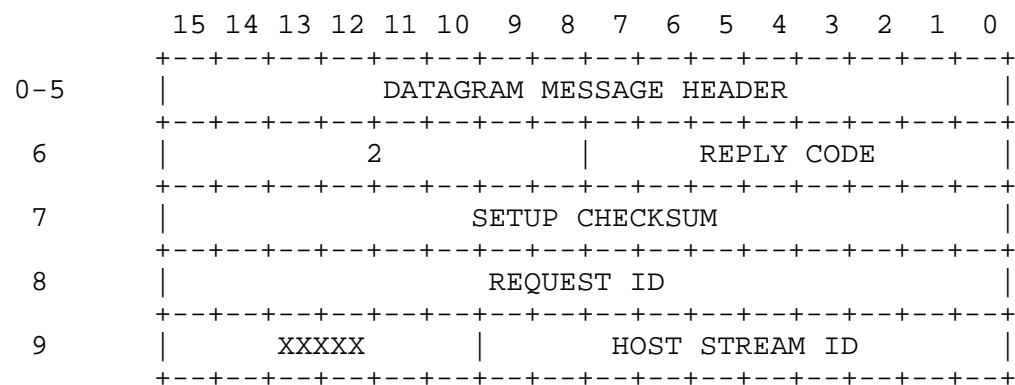 15 14 13 12 11 10 9 8 7 6 5 4 3 2 1 0
+--+--+--+--+--+--+--+--+--+--+--+--+--+--+--+--+
0-5 | DATAGRAM MESSAGE HEADER |
+--+--+--+--+--+--+--+--+--+--+--+--+--+--+--+--+
6 | 2 | REPLY CODE |
+--+--+--+--+--+--+--+--+--+--+--+--+--+--+--+--+
7 | SETUP CHECKSUM |
+--+--+--+--+--+--+--+--+--+--+--+--+--+--+--+--+
8 | REQUEST ID |
+--+--+--+--+--+--+--+--+--+--+--+--+--+--+--+--+
9 | XXXXX | HOST STREAM ID |
+--+--+--+--+--+--+--+--+--+--+--+--+--+--+--+--+